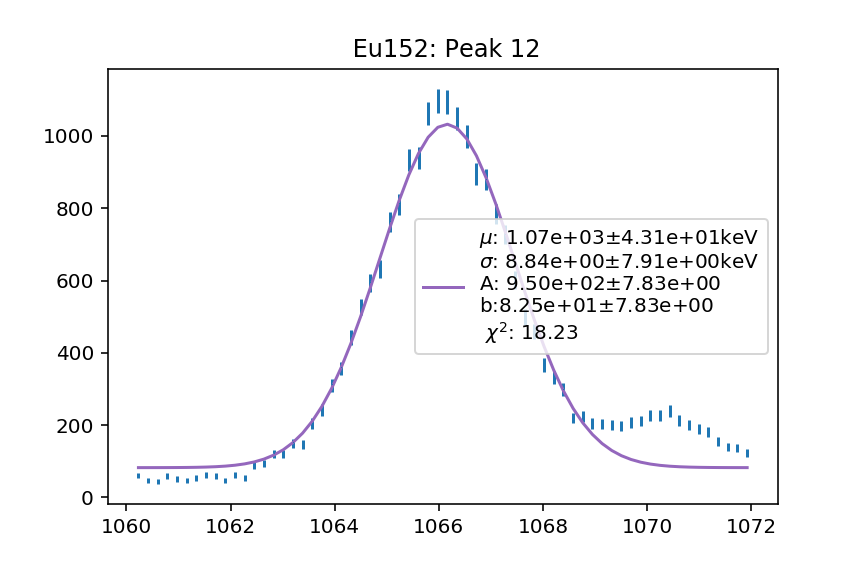 Eu152: Peak 12
1000
800
600
400
200
0
μ: 1.07e+03±4.31e+01keV
σ: 8.84e+00±7.91e+00keV
A: 9.50e+02±7.83e+00
b:8.25e+01±7.83e+00
χ²: 18.23
1060 1062 1064 1066 1068 1070 1072